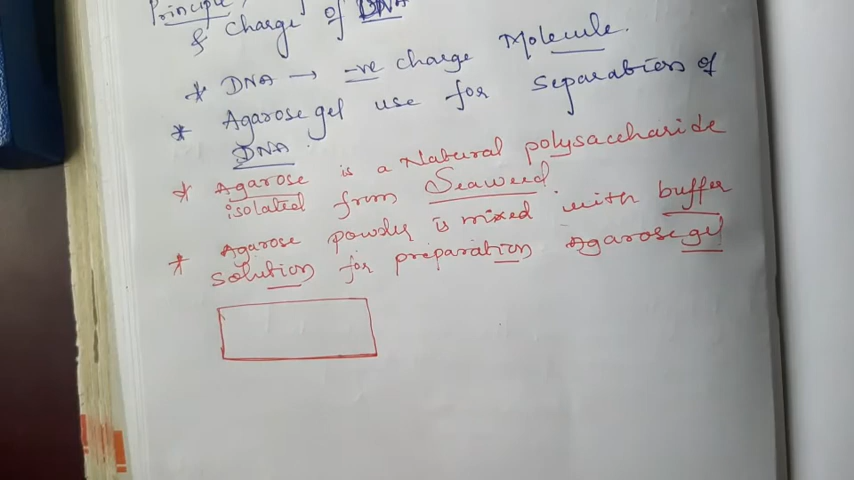 Principle
& Charge of DNA
* DNA → -ve charge Molecule.
* Agarose gel use for separation of
DNA.
* Agarose is a Natural polysaccharide
isolated from Seaweed
* Agarose powder is mixed with buffer
solution for preparation Agarose gel